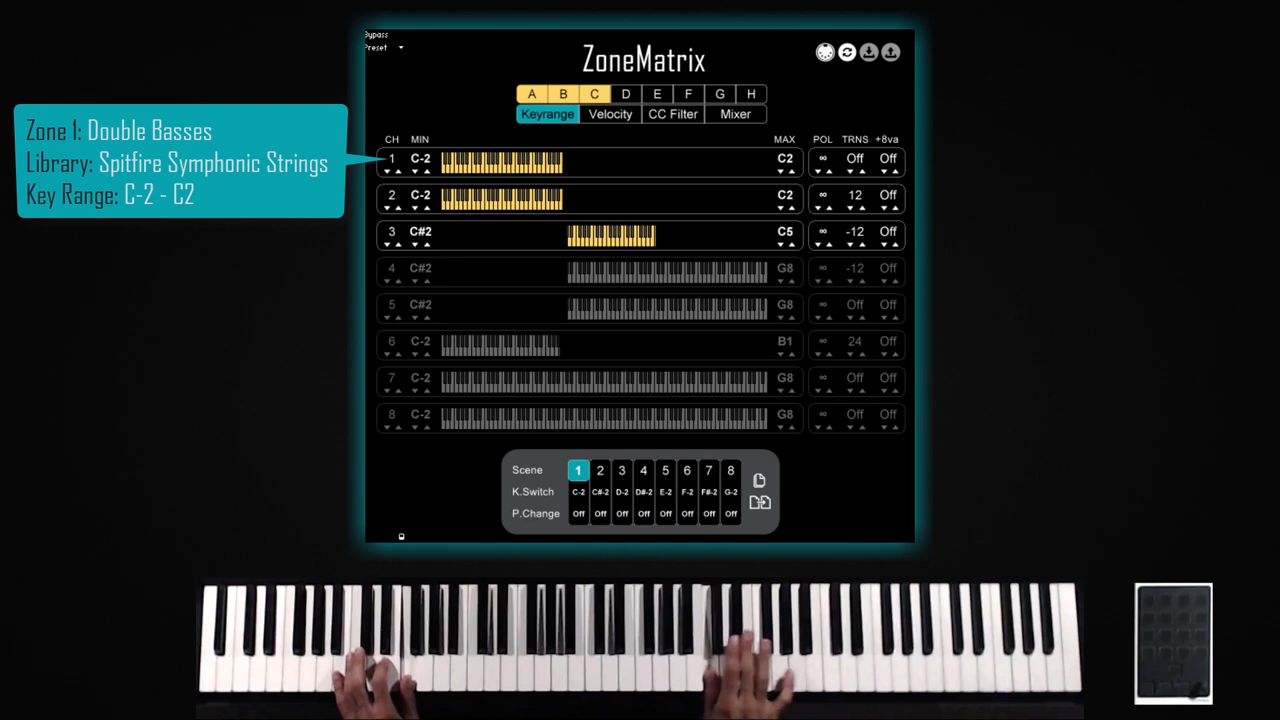 Bypass
Preset
ZoneMatrix
A B C D E F G H
Keyrange Velocity CC Filter Mixer
Zone 1: Double Basses
Library: Spitfire Symphonic Strings
Key Range: C-2 - C2
CH MIN MAX POL TRNS +8va
1 C-2 C2 ∞ Off Off
2 C-2 C2 ∞ 12 Off
3 C#2 C5 ∞ -12 Off
4 C#2 G8 ∞ -12 Off
5 C#2 G8 ∞ Off Off
6 C-2 B1 ∞ 24 Off
7 C-2 G8 ∞ Off Off
8 C-2 G8 ∞ Off Off
Scene 1 2 3 4 5 6 7 8
K.Switch C-2 C#-2 D-2 D#-2 E-2 F-2 F#-2 G-2
P.Change Off Off Off Off Off Off Off Off